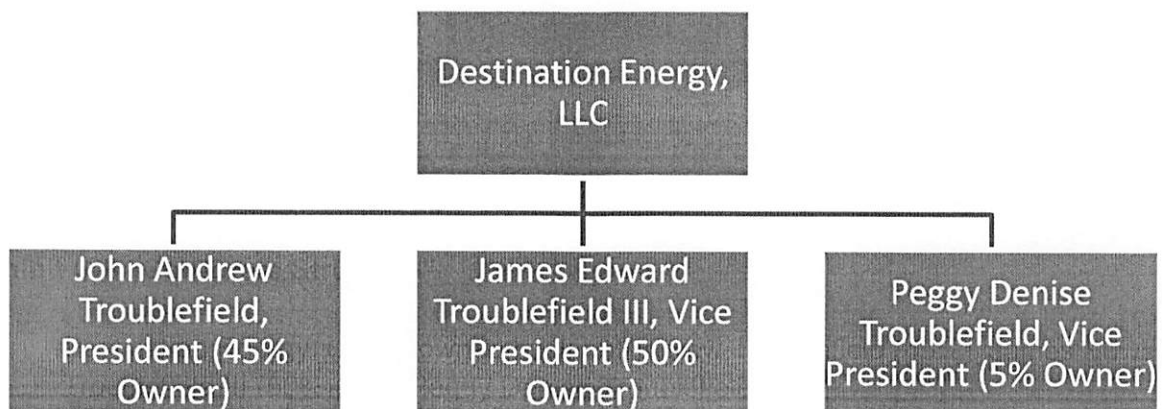 Destination Energy,
LLC
John Andrew
Troublefield,
President (45%
Owner)
James Edward
Troublefield III, Vice
President (50%
Owner)
Peggy Denise
Troublefield, Vice
President (5% Owner)